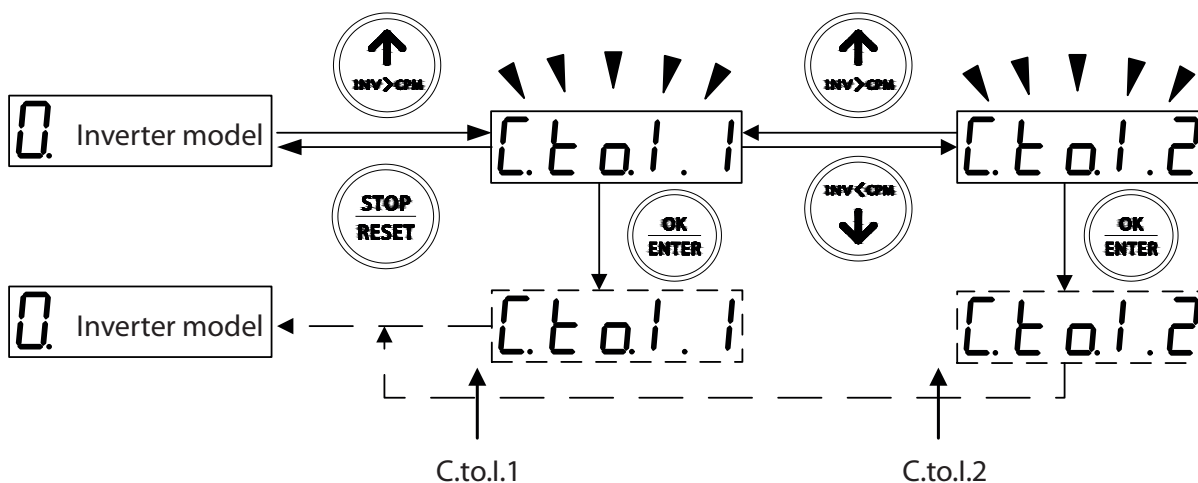 INV>CPM
INV>CPM
0. Inverter model
C.to.I.1
C.to.I.2
STOP
RESET
OK
ENTER
INV<CPM
OK
ENTER
0. Inverter model
C.to.I.1
C.to.I.2
C.to.I.1
C.to.I.2